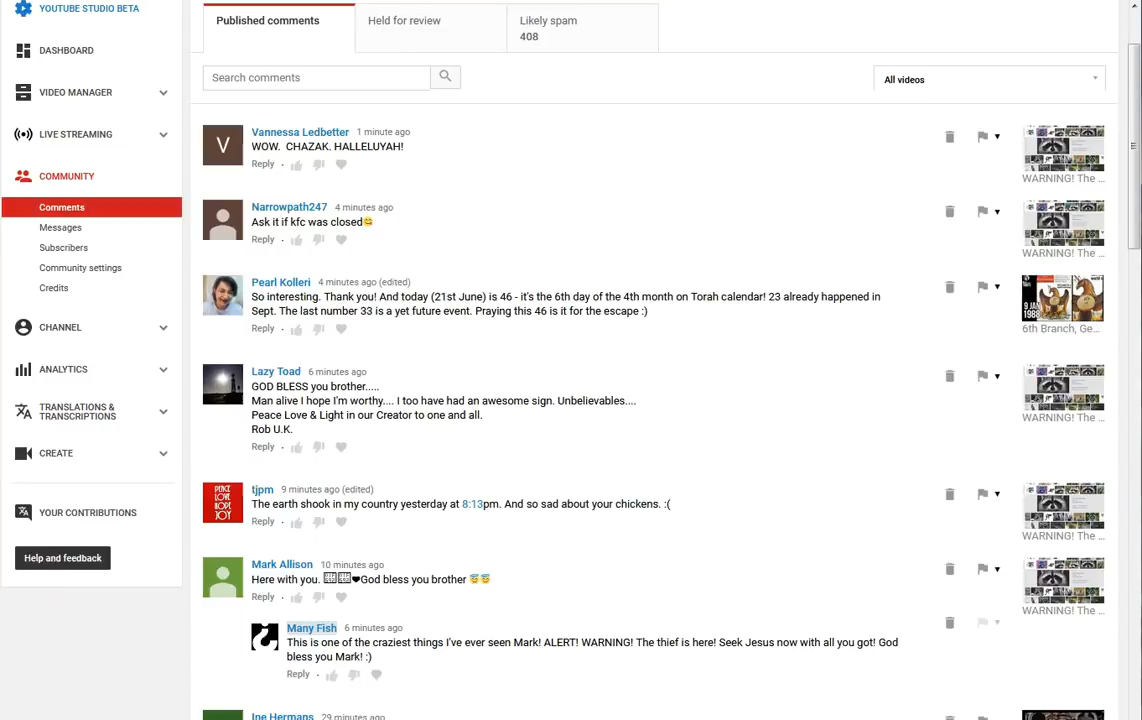 YOUTUBE STUDIO BETA
DASHBOARD
VIDEO MANAGER
LIVE STREAMING
COMMUNITY
Comments
Messages
Subscribers
Community settings
Credits
CHANNEL
ANALYTICS
TRANSLATIONS &
TRANSCRIPTIONS
CREATE
YOUR CONTRIBUTIONS
Help and feedback
Published comments
Held for review
Likely spam
408
Search comments
All videos
Vannessa Ledbetter 1 minute ago
WOW. CHAZAK. HALLELUYAH!
Reply
WARNING! The ...
Narrowpath247 4 minutes ago
Ask it if kfc was closed😋
Reply
WARNING! The ...
Pearl Kolleri 4 minutes ago (edited)
So interesting. Thank you! And today (21st June) is 46 - it's the 6th day of the 4th month on Torah calendar! 23 already happened in
Sept. The last number 33 is a yet future event. Praying this 46 is it for the escape :)
Reply
9 JAN
1988
6th Branch, Ge...
Lazy Toad 6 minutes ago
GOD BLESS you brother.....
Man alive I hope I'm worthy.... I too have had an awesome sign. Unbelievables....
Peace Love & Light in our Creator to one and all.
Rob U.K.
Reply
WARNING! The ...
PEACE
LOVE
HOPE
JOY
tjpm 9 minutes ago (edited)
The earth shook in my country yesterday at 8:13pm. And so sad about your chickens. :(
Reply
WARNING! The ...
Mark Allison 10 minutes ago
Here with you. ❤God bless you brother 😇😇
Reply
WARNING! The ...
Many Fish 6 minutes ago
This is one of the craziest things I've ever seen Mark! ALERT! WARNING! The thief is here! Seek Jesus now with all you got! God
bless you Mark! :)
Reply
Ine Hermans 29 minutes ago